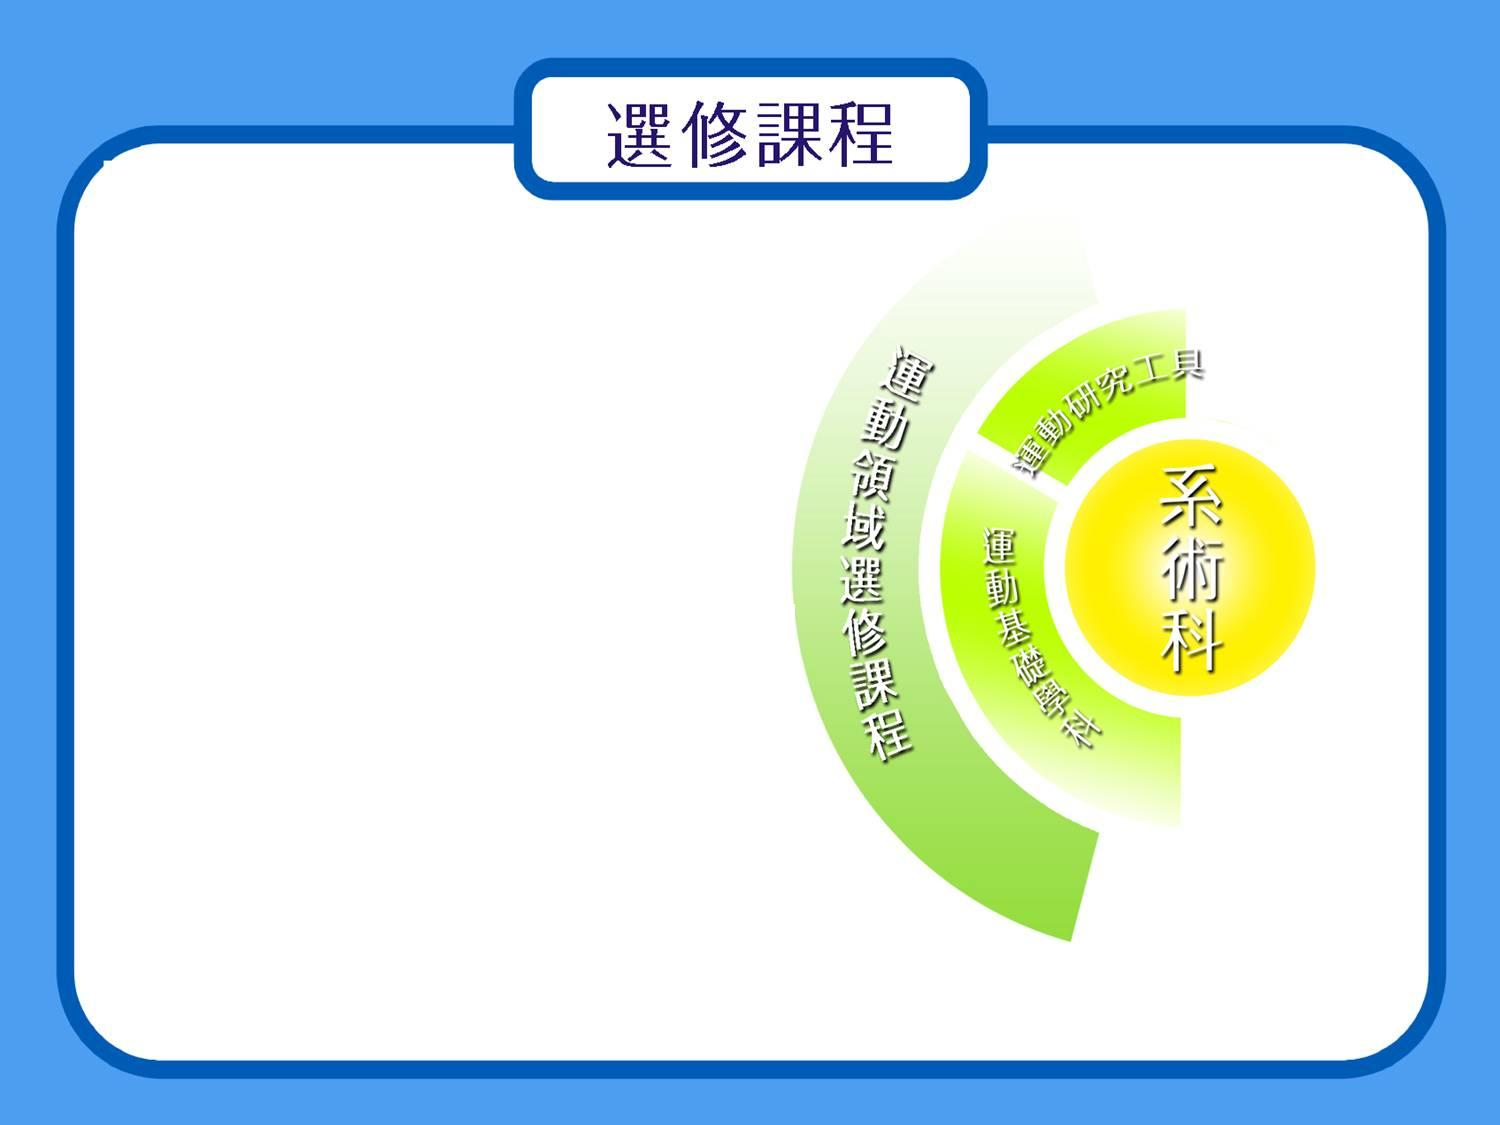 選修課程
運動領域選修課程
運動研究工具
運動基礎學科
系術科